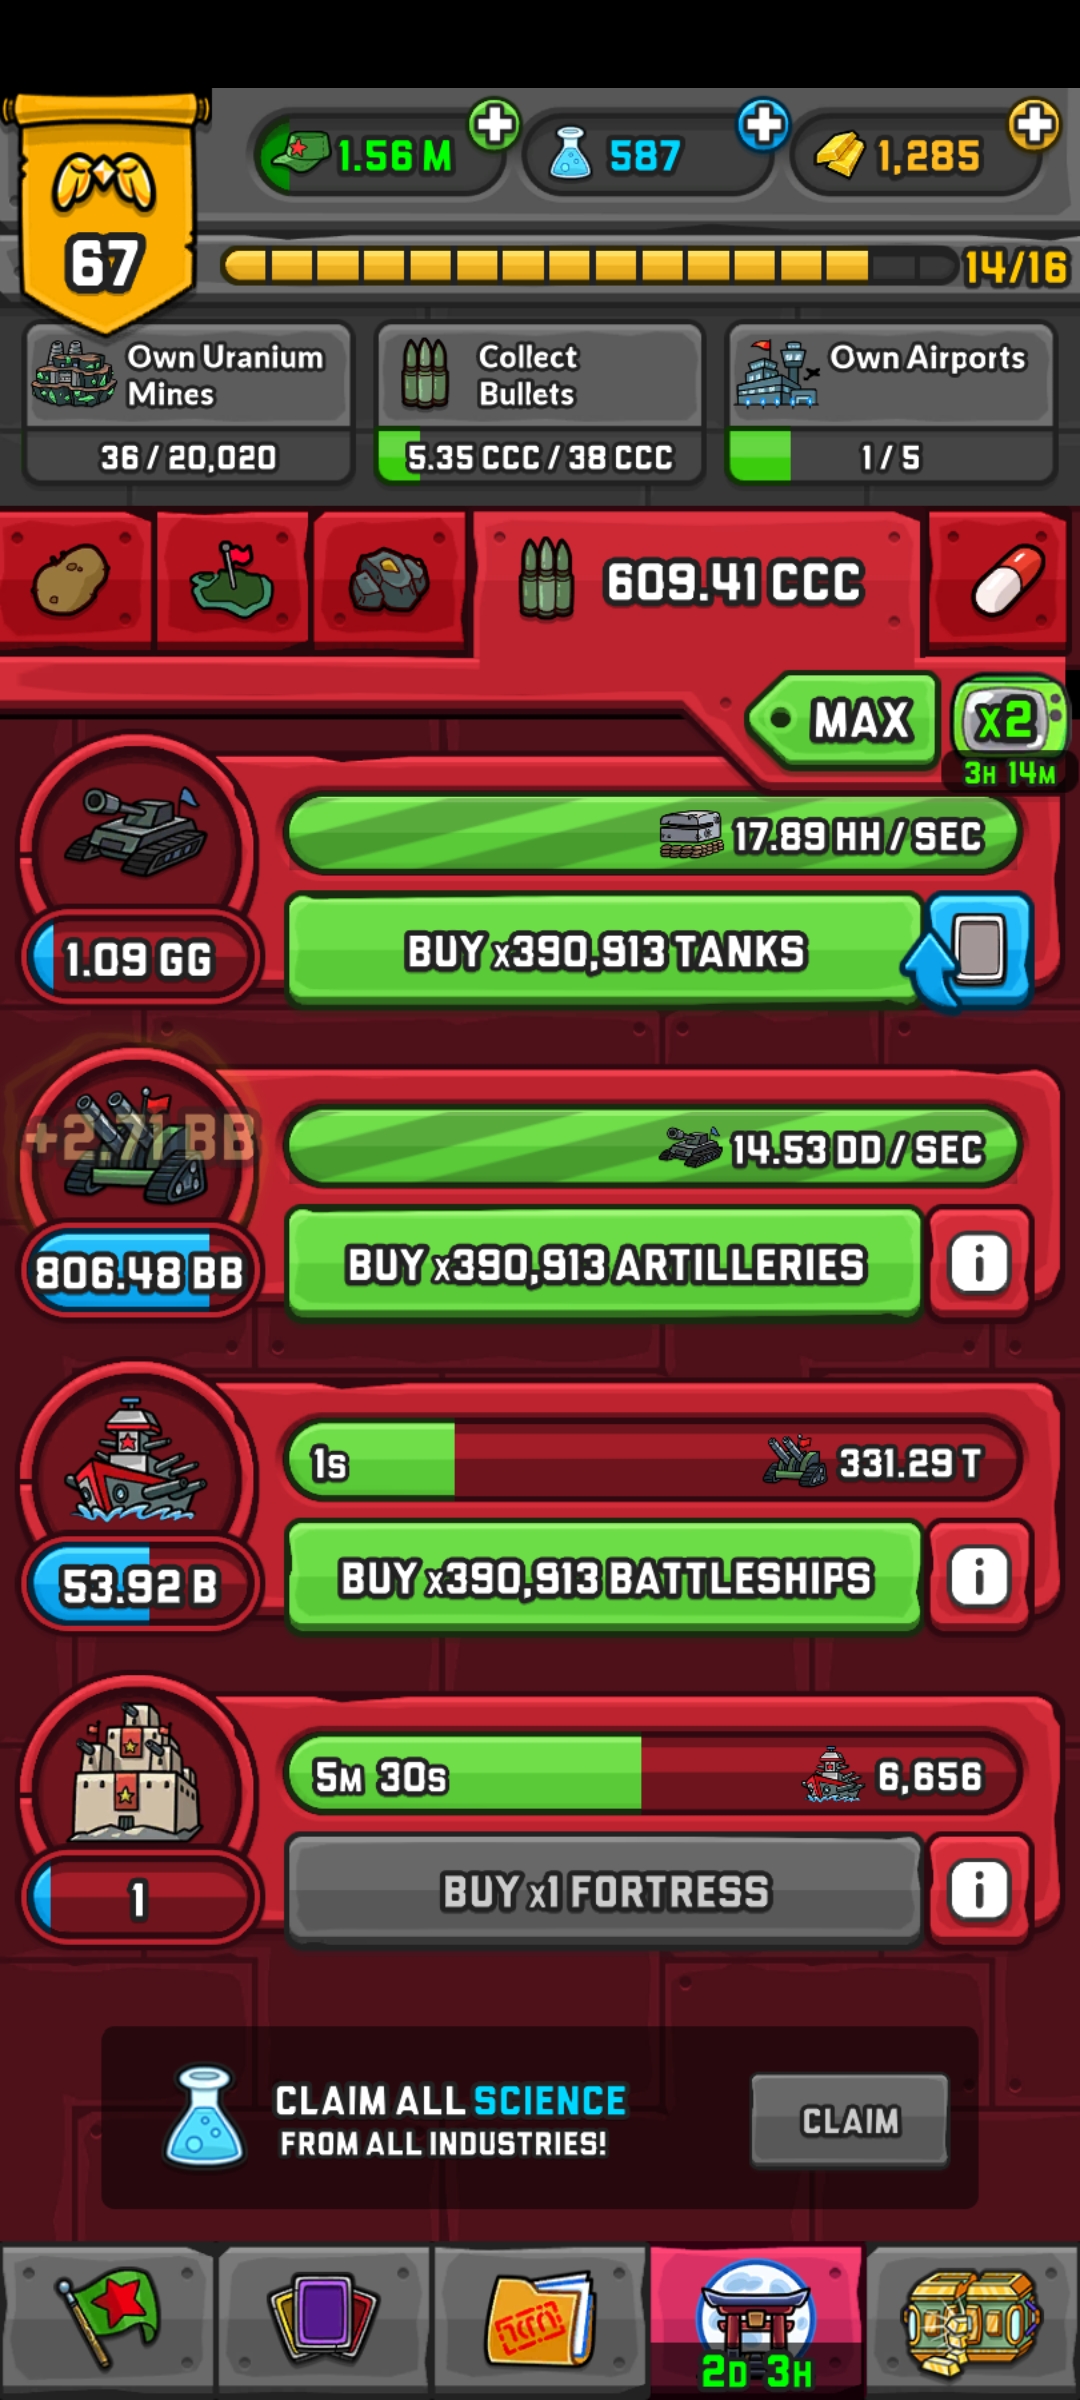 67
1.56 M
587
1,285
14/16
Own Uranium
Mines
36 / 20,020
Collect
Bullets
5.35 CCC / 38 CCC
Own Airports
1 / 5
609.41 CCC
MAX
x2
3H 14M
17.89 HH / SEC
1.09 GG
BUY x390,913 TANKS
+2.71 BB
14.53 DD / SEC
806.48 BB
BUY x390,913 ARTILLERIES
1s
331.29 T
53.92 B
BUY x390,913 BATTLESHIPS
5M 30s
6,656
1
BUY x1 FORTRESS
CLAIM ALL SCIENCE
FROM ALL INDUSTRIES!
CLAIM
2D 3H